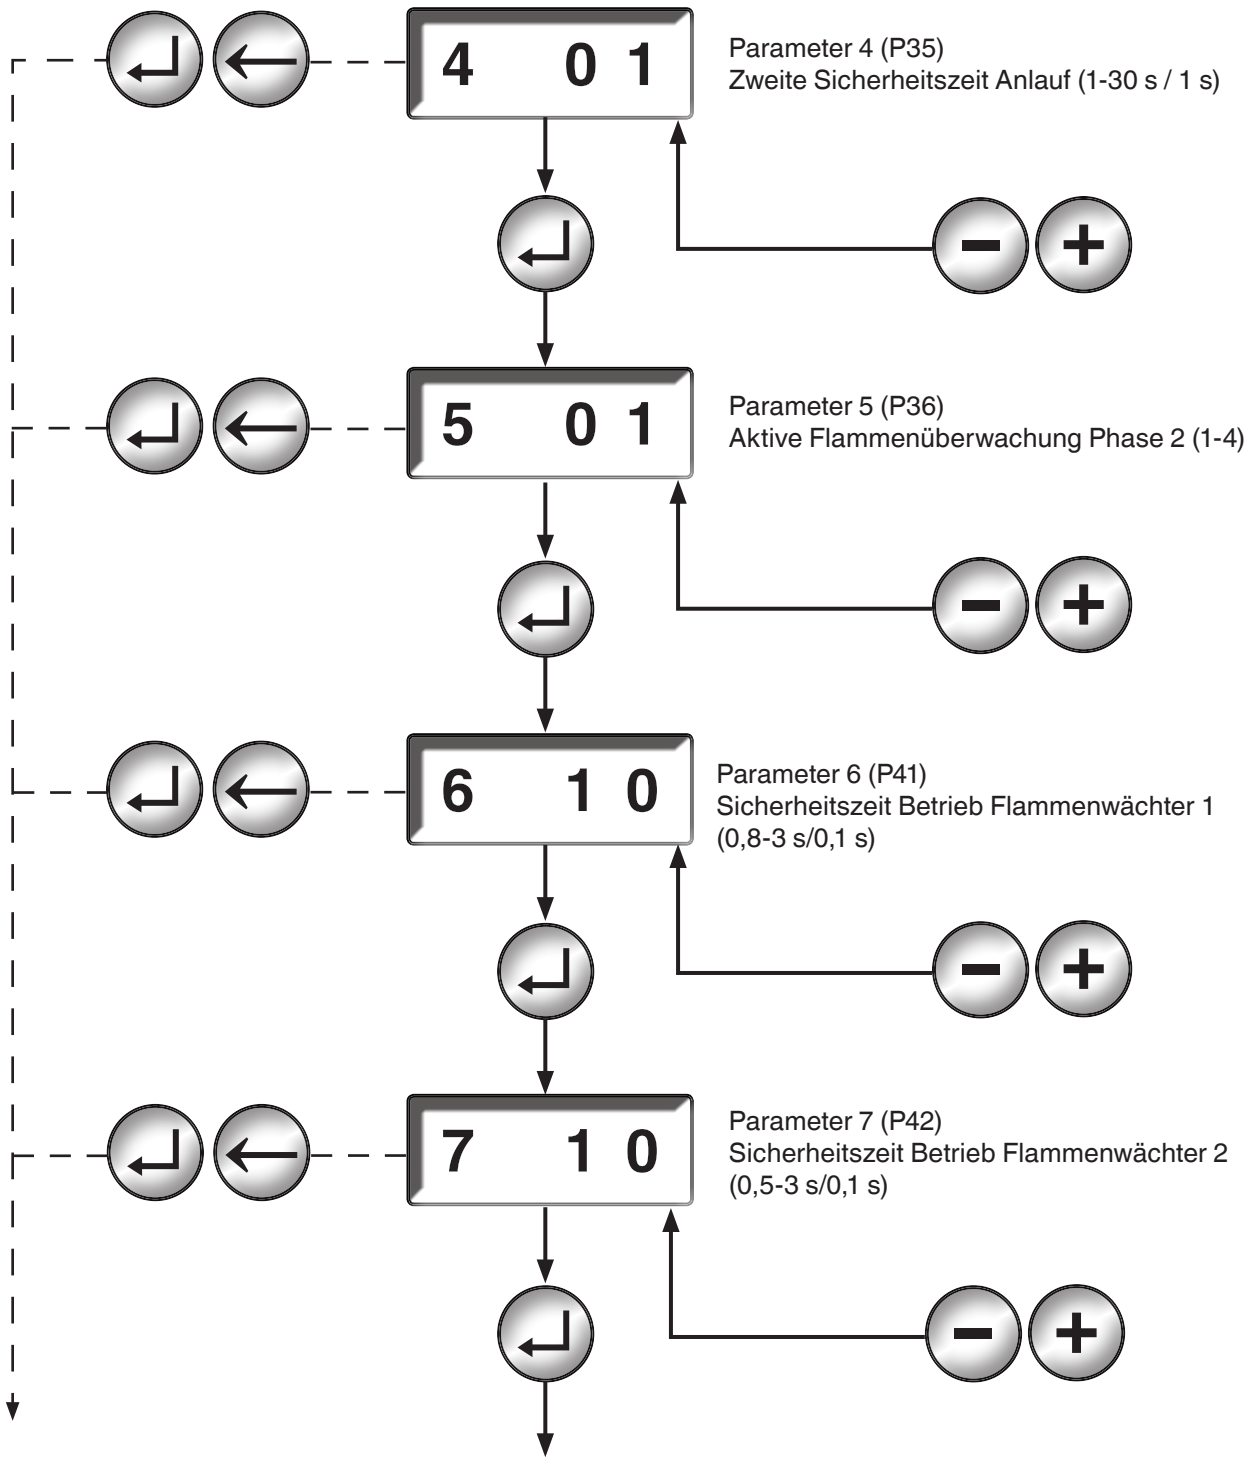 4 01
Parameter 4 (P35)
Zweite Sicherheitszeit Anlauf (1-30 s / 1 s)
5 01
Parameter 5 (P36)
Aktive Flammenüberwachung Phase 2 (1-4)
6 10
Parameter 6 (P41)
Sicherheitszeit Betrieb Flammenwächter 1
(0,8-3 s/0,1 s)
7 10
Parameter 7 (P42)
Sicherheitszeit Betrieb Flammenwächter 2
(0,5-3 s/0,1 s)